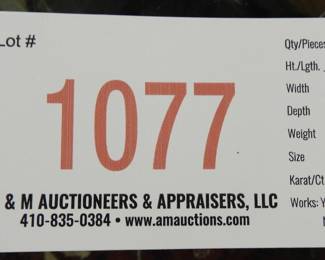 Lot #
1077
& M AUCTIONEERS & APPRAISERS, LLC
410-835-0384 • www.amauctions.com
Qty/Pieces
Ht./Lgth.
Width
Depth
Weight
Size
Karat/Ct
Works: Y